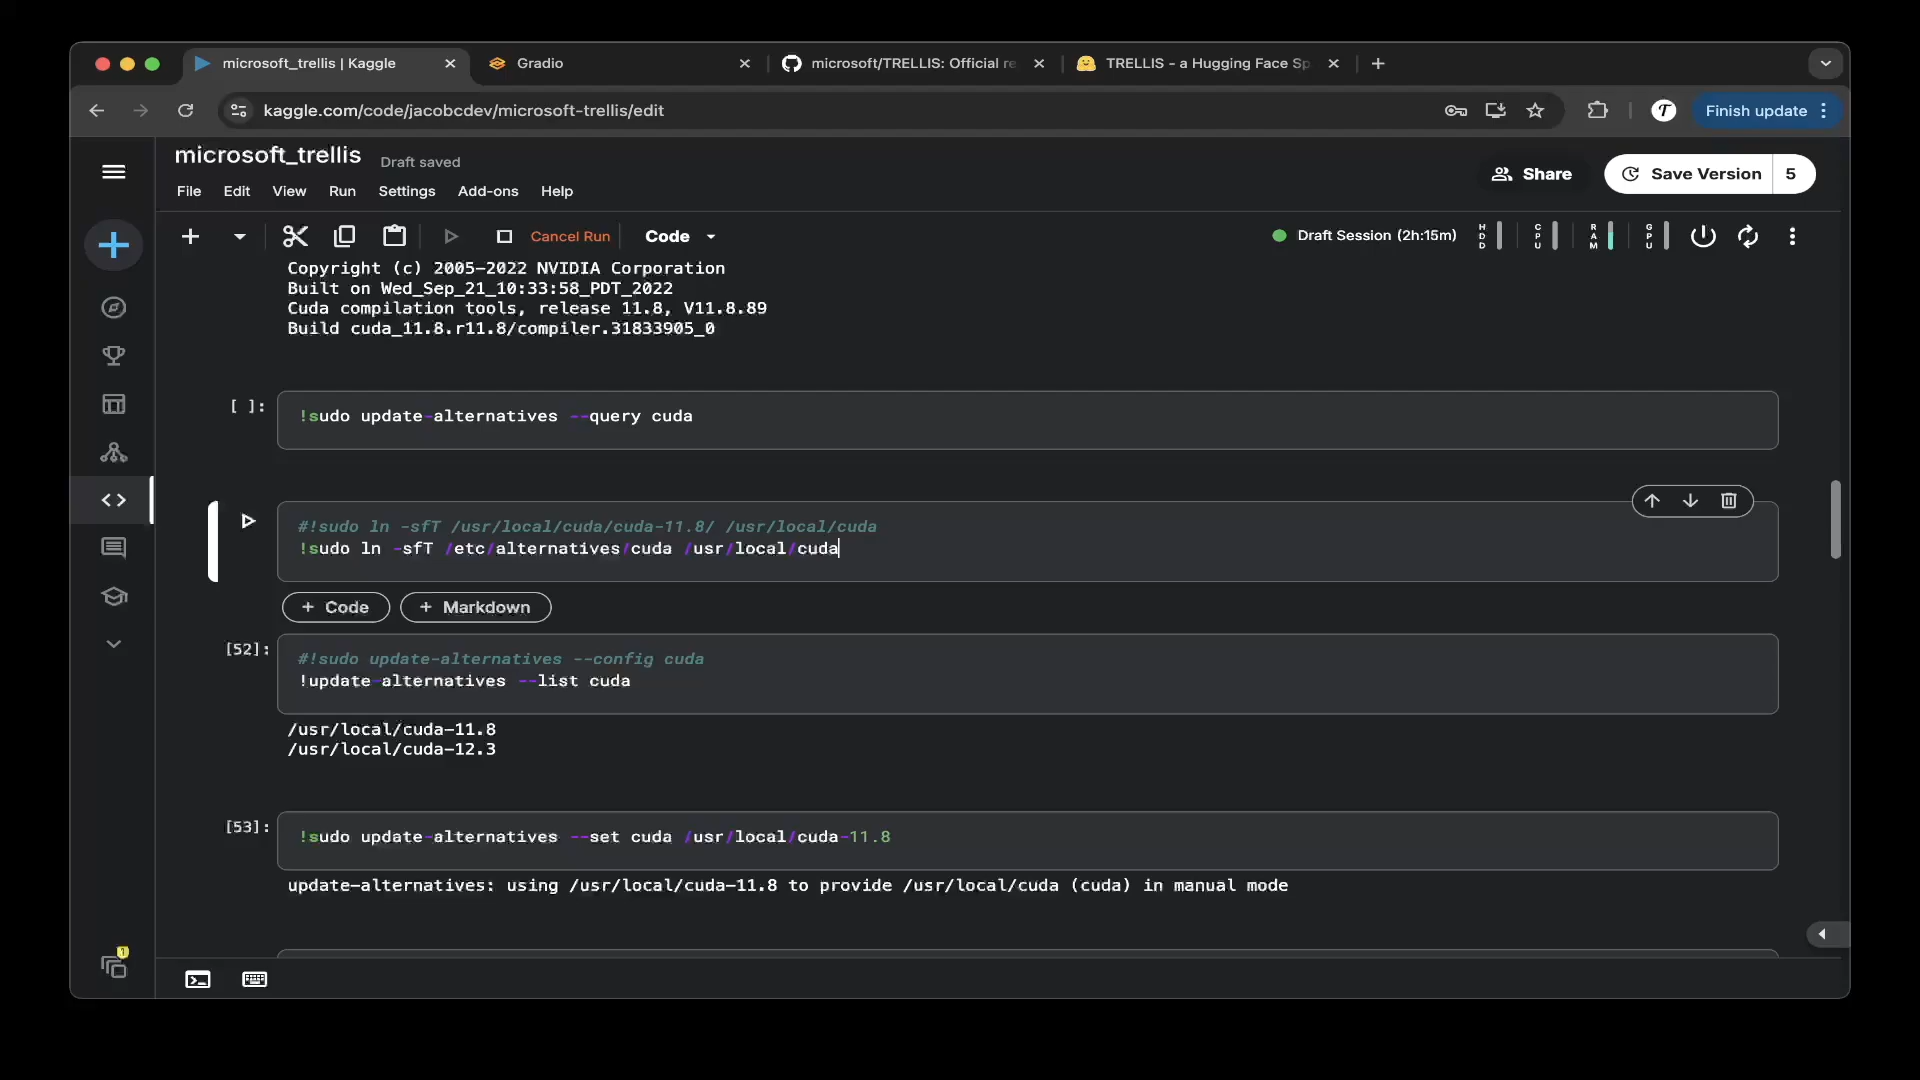 microsoft_trellis | Kaggle
Gradio
microsoft/TRELLIS: Official re
TRELLIS - a Hugging Face Sp
kaggle.com/code/jacobcdev/microsoft-trellis/edit
Finish update
microsoft_trellis
Draft saved
File Edit View Run Settings Add-ons Help
Share
Save Version 5
Cancel Run
Code
Draft Session (2h:15m)
HDD
CPU
RAM
GPU
Copyright (c) 2005-2022 NVIDIA Corporation
Built on Wed_Sep_21_10:33:58_PDT_2022
Cuda compilation tools, release 11.8, V11.8.89
Build cuda_11.8.r11.8/compiler.31833905_0
[ ]:
!sudo update-alternatives --query cuda
#!sudo ln -sfT /usr/local/cuda/cuda-11.8/ /usr/local/cuda
!sudo ln -sfT /etc/alternatives/cuda /usr/local/cuda
+ Code
+ Markdown
[52]:
#!sudo update-alternatives --config cuda
!update-alternatives --list cuda
/usr/local/cuda-11.8
/usr/local/cuda-12.3
[53]:
!sudo update-alternatives --set cuda /usr/local/cuda-11.8
update-alternatives: using /usr/local/cuda-11.8 to provide /usr/local/cuda (cuda) in manual mode
1